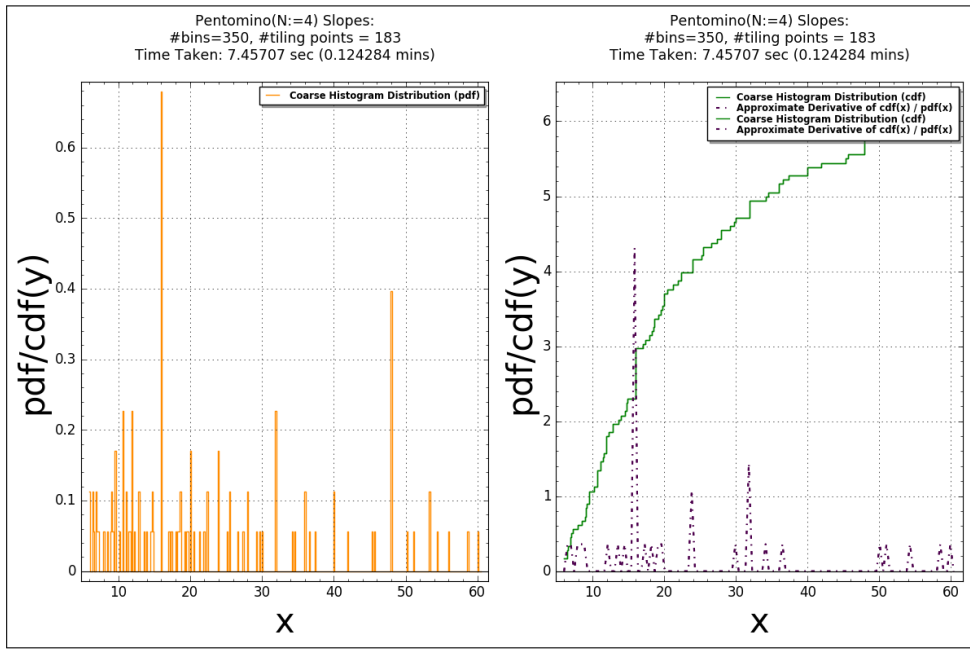 Pentomino(N:=4) Slopes:
#bins=350, #tiling points = 183
Time Taken: 7.45707 sec (0.124284 mins)
Coarse Histogram Distribution (pdf)
0.6
0.5
0.4
0.3
0.2
0.1
0
10 20 30 40 50 60
pdf/cdf(y)
x
Pentomino(N:=4) Slopes:
#bins=350, #tiling points = 183
Time Taken: 7.45707 sec (0.124284 mins)
Coarse Histogram Distribution (cdf)
Approximate Derivative of cdf(x) / pdf(x)
Coarse Histogram Distribution (cdf)
Approximate Derivative of cdf(x) / pdf(x)
6
5
4
3
2
1
0
10 20 30 40 50 60
pdf/cdf(y)
x